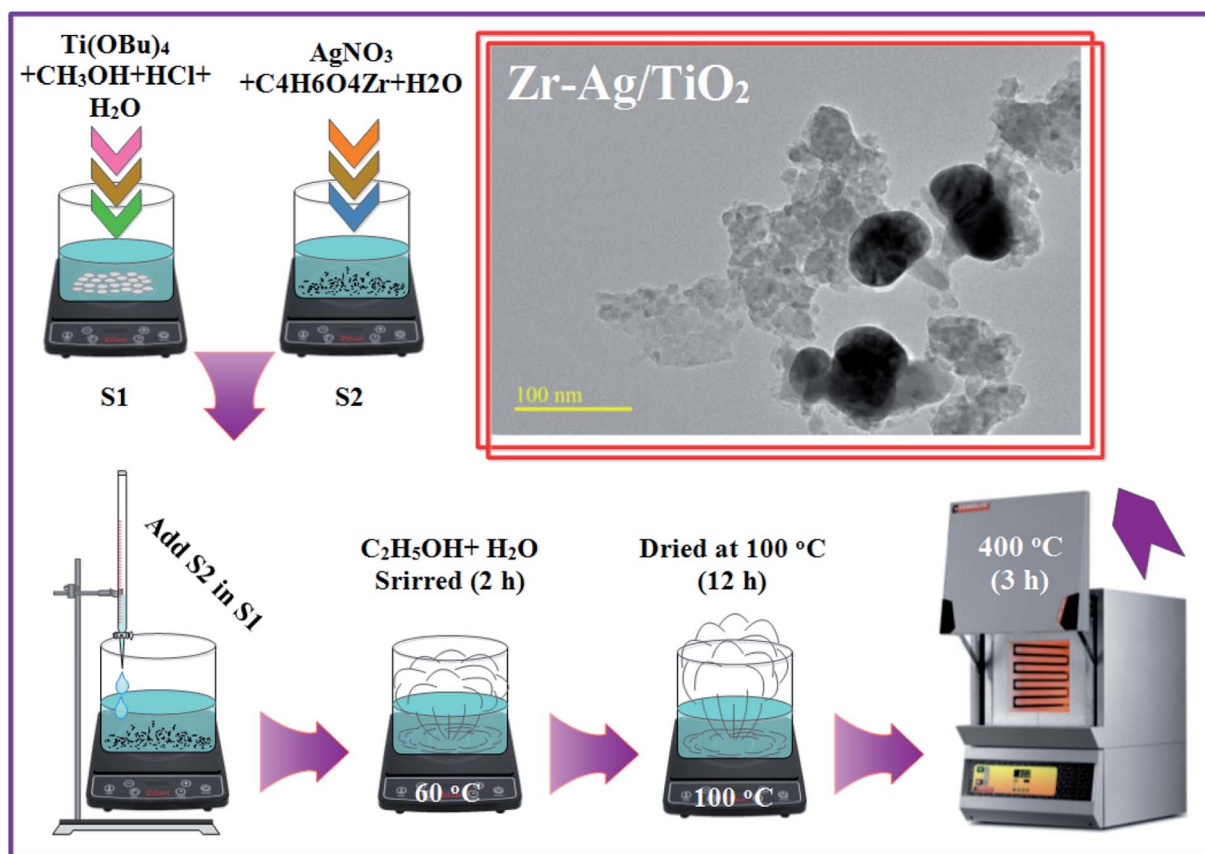 Ti(OBu)₄
+CH₃OH+HCl+
H₂O
AgNO₃
+C4H6O4Zr+H2O
Zr-Ag/TiO₂
100 nm
S1
S2
Add S2 in S1
C₂H₅OH+ H₂O
Srirred (2 h)
60 °C
Dried at 100 °C
(12 h)
100 °C
400 °C
(3 h)